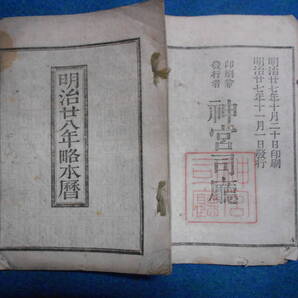 明治廿七年十月二十日印刷
明治廿七年十一月一日發行
印刷兼
發行者
神宮司廳
明治廿八年略本暦